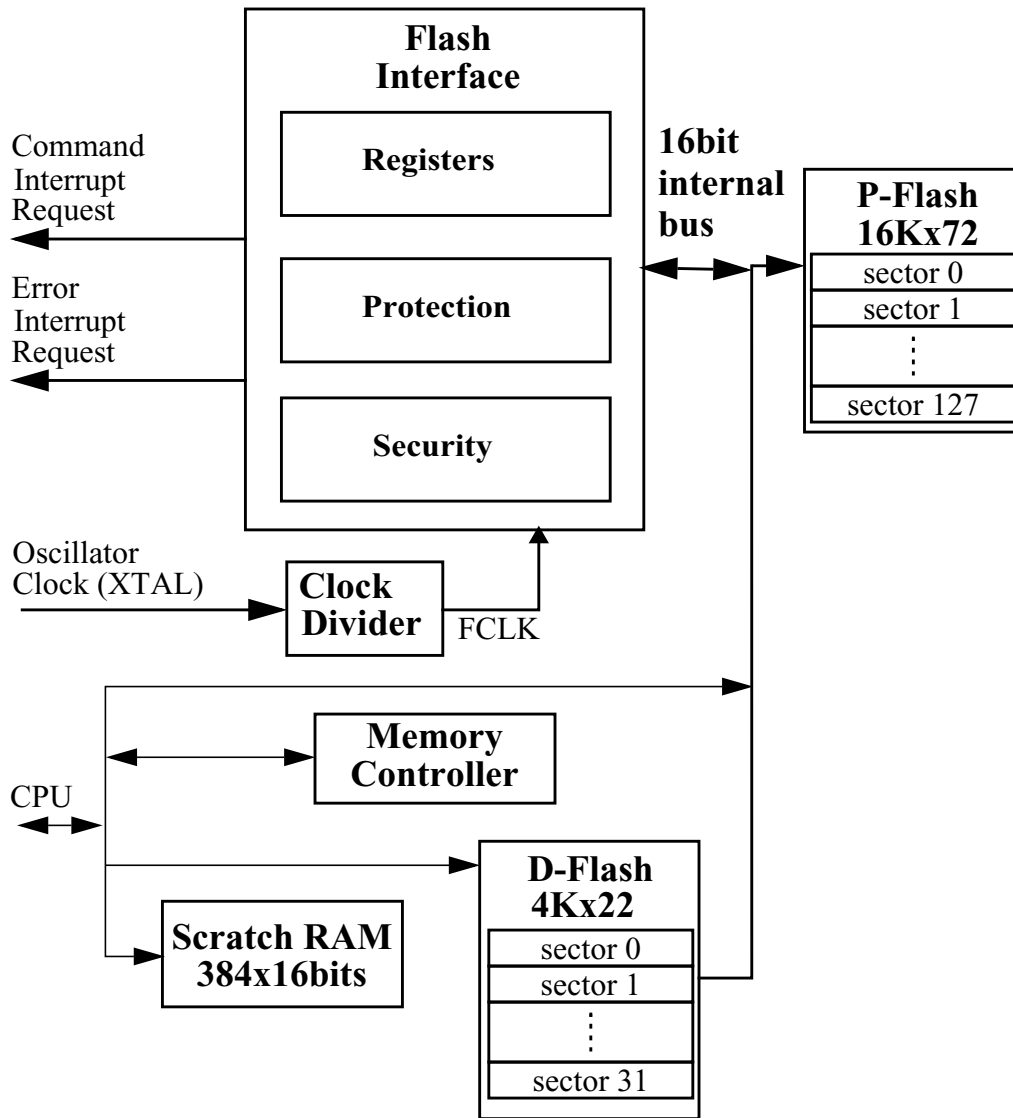 Flash
Interface
Registers
Protection
Security
Command
Interrupt
Request
Error
Interrupt
Request
16bit
internal
bus
P-Flash
16Kx72
sector 0
sector 1
sector 127
Oscillator
Clock (XTAL)
Clock
Divider
FCLK
Memory
Controller
CPU
D-Flash
4Kx22
sector 0
sector 1
sector 31
Scratch RAM
384x16bits